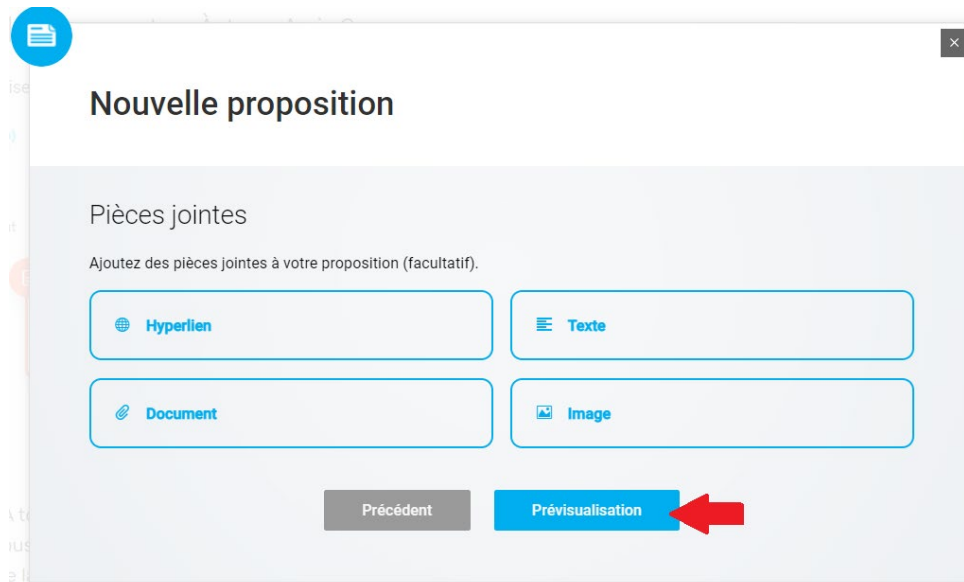 Nouvelle proposition
Pièces jointes
Ajoutez des pièces jointes à votre proposition (facultatif).
Hyperlien
Texte
Document
Image
Précédent
Prévisualisation